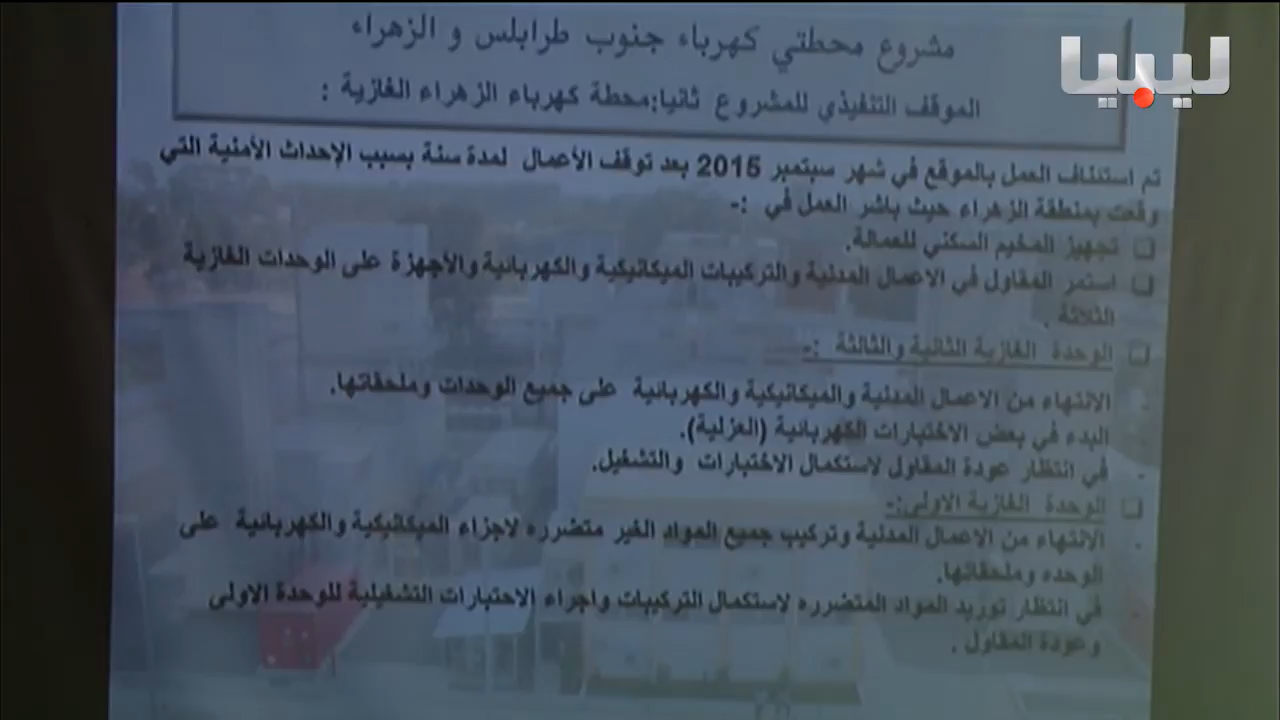 ليبيا
مشروع محطتي كهرباء جنوب طرابلس و الزهراء
الموقف التنفيذي للمشروع ثانيا:محطة كهرباء الزهراء الغازية :
تم استئناف العمل بالموقع في شهر سبتمبر 2015 بعد توقف الأعمال لمدة سنة بسبب الإحداث الأمنية التي
وقعت بمنطقة الزهراء حيث باشر العمل في :-
تجهيز المخيم السكني للعمالة.
استمر المقاول في الاعمال المدنية والتركيبات الميكانيكية والكهربائية والأجهزة على الوحدات الغازية
الثلاثة .
الوحدة الغازية الثانية والثالثة :-
الانتهاء من الاعمال المدنية والميكانيكية والكهربائية على جميع الوحدات وملحقاتها.
البدء في بعض الاختبارات الكهربائية (العزلية).
في انتظار عودة المقاول لاستكمال الاختبارات والتشغيل.
الوحدة الغازية الاولى:-
الانتهاء من الاعمال المدنية وتركيب جميع المواد الغير متضرره لاجزاء الميكانيكية والكهربائية على
الوحده وملحقاتها.
في انتظار توريد المواد المتضرره لاستكمال التركيبات واجراء الاختبارات التشغيلية للوحدة الاولى
وعودة المقاول .